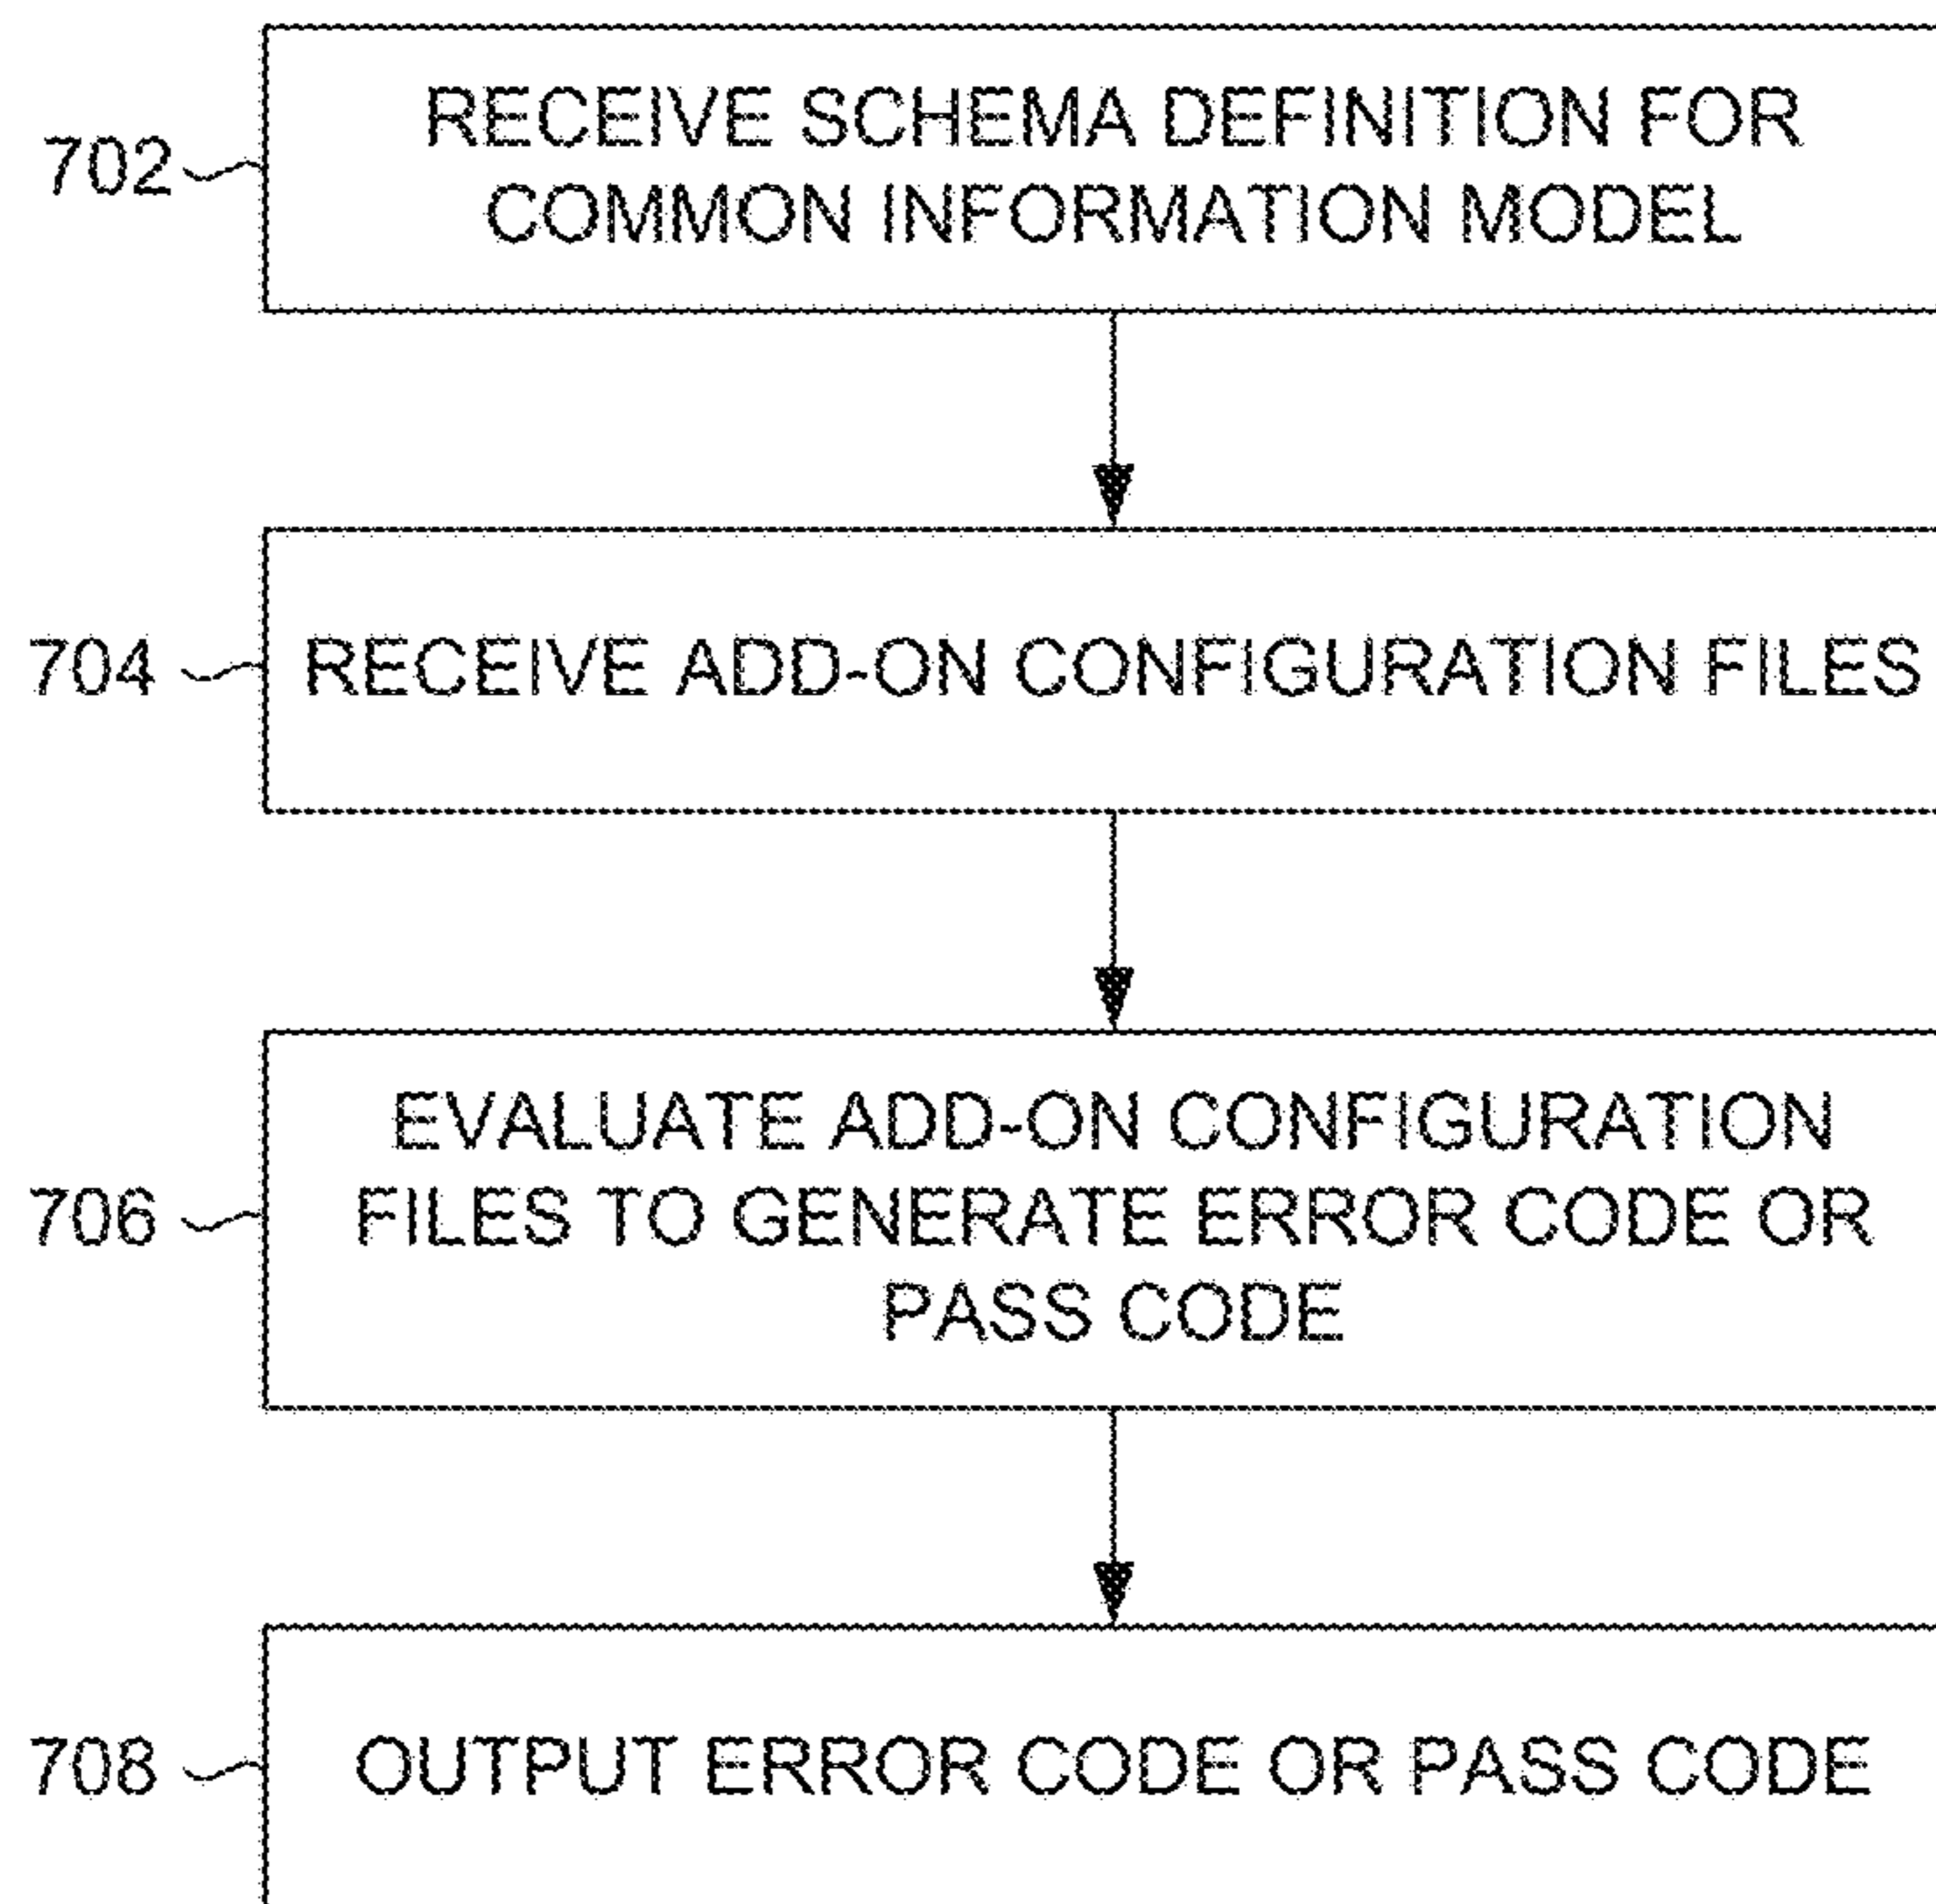 RECEIVE SCHEMA DEFINITION FOR
702
COMMON INFORMATION MODEL
704
RECEIVE ADD-ON CONFIGURATION FILES
EVALUATE ADD-ON CONFIGURATION
706
FILES TO GENERATE ERROR CODE OR
PASS CODE
708
OUTPUT ERROR CODE OR PASS CODE